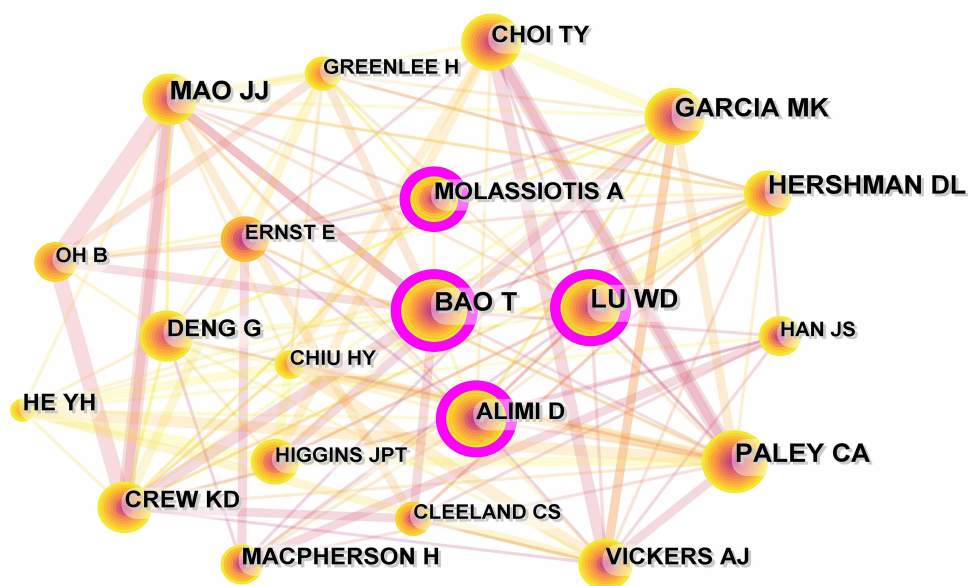 CHOI TY
GREENLEE H
MAO JJ
GARCIA MK
MOLASSIOTIS A
HERSHMAN DL
ERNST E
OH B
BAO T
LU WD
DENG G
HAN JS
CHIU HY
HE YH
ALIMI D
HIGGINS JPT
PALEY CA
CREW KD
CLEELAND CS
MACPHERSON H
VICKERS AJ